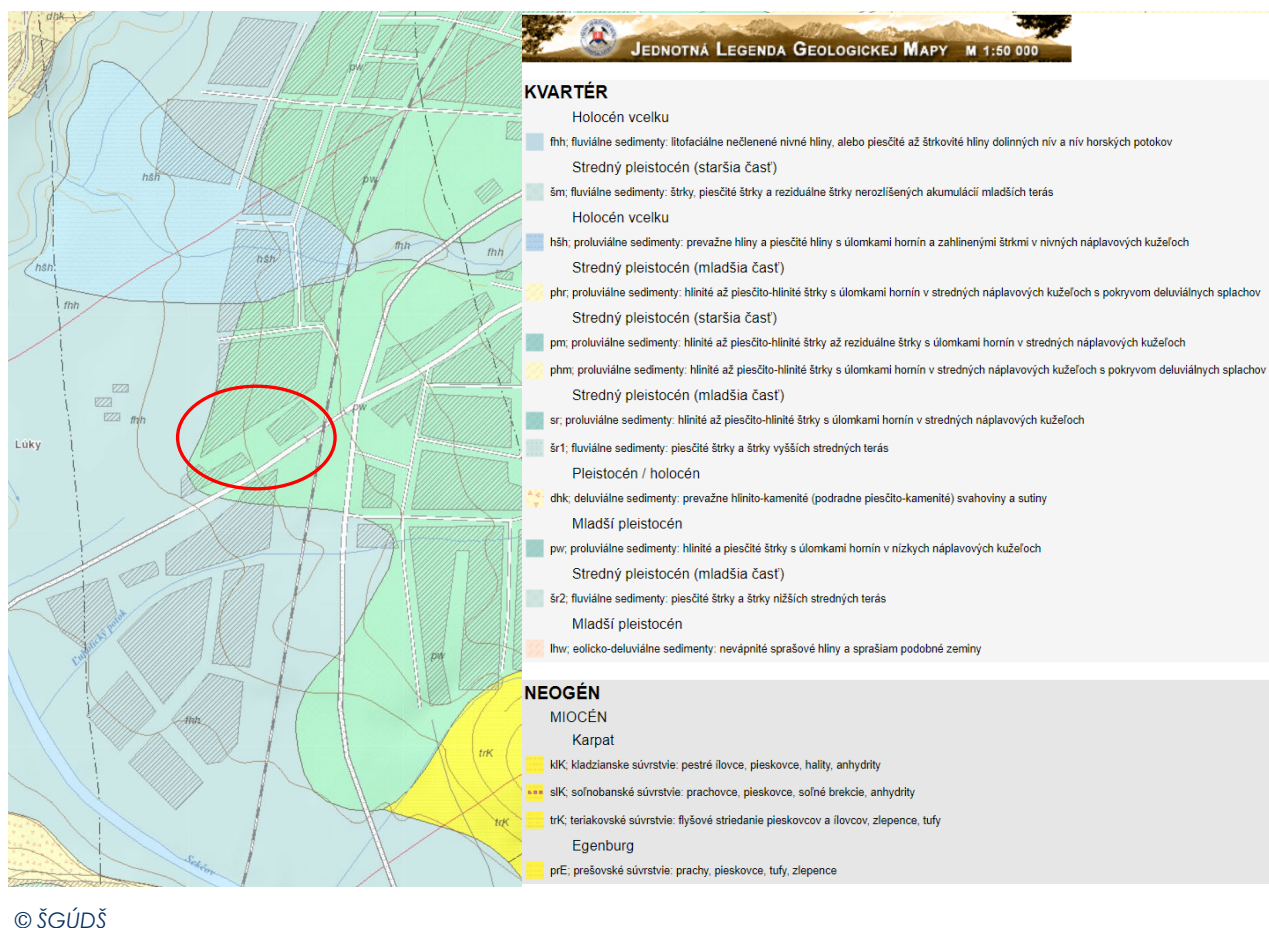 dhk
pw
hšh
pw
fhh
fhh
hšh
hšh
fhh
pw
fhh
Lúky
Ľubotický potok
pw
fhh
trK
trK
Sekčov
JEDNOTNÁ LEGENDA GEOLOGICKEJ MAPY M 1:50 000
KVARTÉR
Holocén vcelku
fhh; fluviálne sedimenty: litofaciálne nečlenené nivné hliny, alebo piesčité až štrkovité hliny dolinných nív a nív horských potokov
Stredný pleistocén (staršia časť)
šm; fluviálne sedimenty: štrky, piesčité štrky a reziduálne štrky nerozlíšených akumulácií mladších terás
Holocén vcelku
hšh; proluviálne sedimenty: prevažne hliny a piesčité hliny s úlomkami hornín a zahlinenými štrkmi v nivných náplavových kužeľoch
Stredný pleistocén (mladšia časť)
phr; proluviálne sedimenty: hlinité až piesčito-hlinité štrky s úlomkami hornín v stredných náplavových kužeľoch s pokryvom deluviálnych splachov
Stredný pleistocén (staršia časť)
pm; proluviálne sedimenty: hlinité až piesčito-hlinité štrky až reziduálne štrky s úlomkami hornín v stredných náplavových kužeľoch
phm; proluviálne sedimenty: hlinité až piesčito-hlinité štrky s úlomkami hornín v stredných náplavových kužeľoch s pokryvom deluviálnych splachov
Stredný pleistocén (mladšia časť)
sr; proluviálne sedimenty: hlinité až piesčito-hlinité štrky s úlomkami hornín v stredných náplavových kužeľoch
šr1; fluviálne sedimenty: piesčité štrky a štrky vyšších stredných terás
Pleistocén / holocén
dhk; deluviálne sedimenty: prevažne hlinito-kamenité (podradne piesčito-kamenité) svahoviny a sutiny
Mladší pleistocén
pw; proluviálne sedimenty: hlinité a piesčité štrky s úlomkami hornín v nízkych náplavových kužeľoch
Stredný pleistocén (mladšia časť)
šr2; fluviálne sedimenty: piesčité štrky a štrky nižších stredných terás
Mladší pleistocén
lhw; eolicko-deluviálne sedimenty: nevápnité sprašové hliny a sprašiam podobné zeminy
NEOGÉN
MIOCÉN
Karpat
klK; kladzianske súvrstvie: pestré ílovce, pieskovce, hality, anhydrity
slK; soľnobanské súvrstvie: prachovce, pieskovce, soľné brekcie, anhydrity
trK; teriakovské súvrstvie: flyšové striedanie pieskovcov a ílovcov, zlepence, tufy
Egenburg
prE; prešovské súvrstvie: prachy, pieskovce, tufy, zlepence
© ŠGÚDŠ